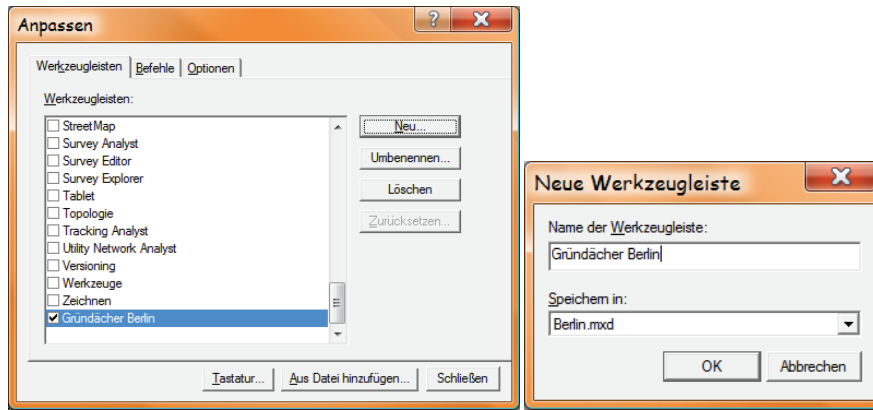 Anpassen
Werkzeugleisten Befehle Optionen
Werkzeugleisten:
StreetMap
Survey Analyst
Survey Editor
Survey Explorer
Tablet
Topologie
Tracking Analyst
Utility Network Analyst
Versioning
Werkzeuge
Zeichnen
Gründächer Berlin
Neu...
Umbenennen...
Löschen
Zurücksetzen...
Tastatur... Aus Datei hinzufügen... Schließen
Neue Werkzeugleiste
Name der Werkzeugleiste:
Gründächer Berlin
Speichern in:
Berlin.mxd
OK Abbrechen